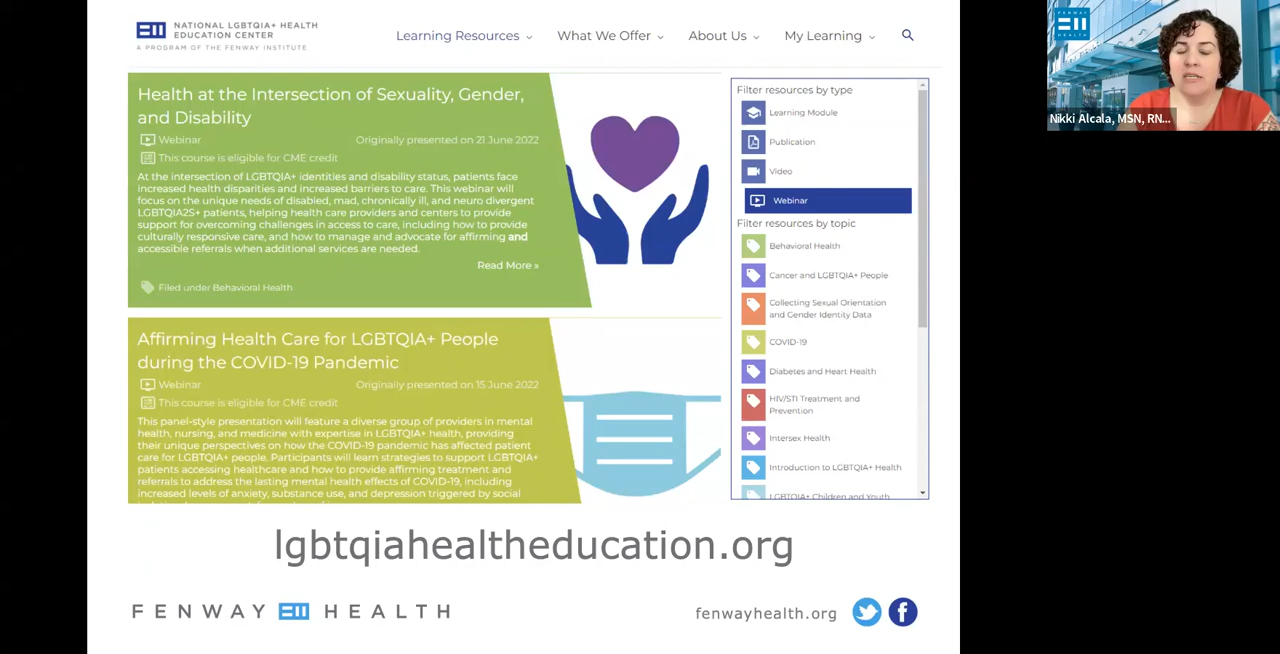 NATIONAL LGBTQIA+ HEALTH
EDUCATION CENTER
A PROGRAM OF THE FENWAY INSTITUTE
Learning Resources
What We Offer
About Us
My Learning
Health at the Intersection of Sexuality, Gender,
and Disability
Webinar
Originally presented on 21 June 2022
This course is eligible for CME credit
At the intersection of LGBTQIA+ identities and disability status, patients face
increased health disparities and increased barriers to care. This webinar will
focus on the unique needs of disabled, mad, chronically ill, and neuro divergent
LGBTQIA2S+ patients, helping health care providers and centers to provide
support for overcoming challenges in access to care, including how to provide
culturally responsive care, and how to manage and advocate for affirming and
accessible referrals when additional services are needed.
Read More »
Filed under Behavioral Health
Affirming Health Care for LGBTQIA+ People
during the COVID-19 Pandemic
Webinar
Originally presented on 15 June 2022
This course is eligible for CME credit
This panel-style presentation will feature a diverse group of providers in mental
health, nursing, and medicine with expertise in LGBTQIA+ health, providing
their unique perspectives on how the COVID-19 pandemic has affected patient
care for LGBTQIA+ people. Participants will learn strategies to support LGBTQIA+
patients accessing healthcare and how to provide affirming treatment and
referrals to address the lasting mental health effects of COVID-19, including
increased levels of anxiety, substance use, and depression triggered by social
Filter resources by type
Learning Module
Publication
Video
Webinar
Filter resources by topic
Behavioral Health
Cancer and LGBTQIA+ People
Collecting Sexual Orientation
and Gender Identity Data
COVID-19
Diabetes and Heart Health
HIV/STI Treatment and
Prevention
Intersex Health
Introduction to LGBTQIA+ Health
LGBTQIA+ Children and Youth
lgbtqiahealtheducation.org
FENWAY HEALTH
fenwayhealth.org
FENWAY
HEALTH
Nikki Alcala, MSN, RN...